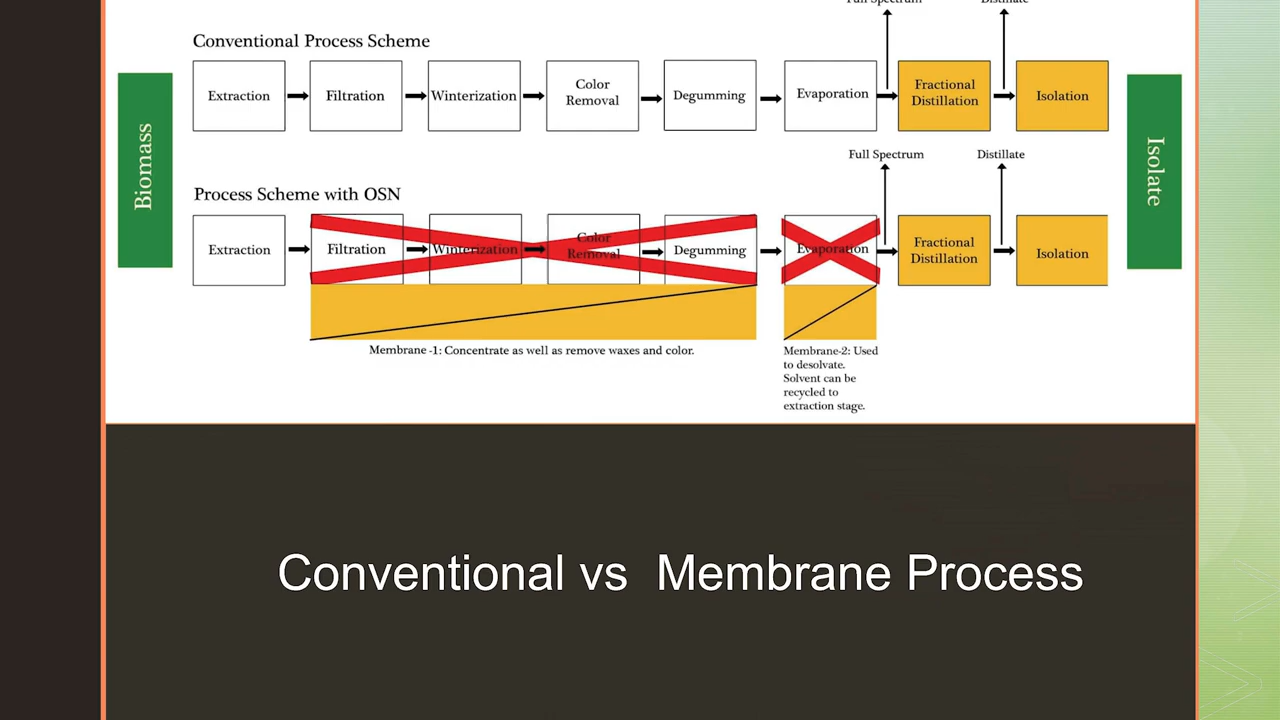 Full Spectrum
Distillate
Conventional Process Scheme
Biomass
Extraction
Filtration
Winterization
Color
Removal
Degumming
Evaporation
Fractional
Distillation
Isolation
Isolate
Full Spectrum
Distillate
Process Scheme with OSN
Extraction
Filtration
Winterization
Color
Removal
Degumming
Evaporation
Fractional
Distillation
Isolation
Membrane -1: Concentrate as well as remove waxes and color.
Membrane-2: Used
to desolvate.
Solvent can be
recycled to
extraction stage.
Conventional vs  Membrane Process